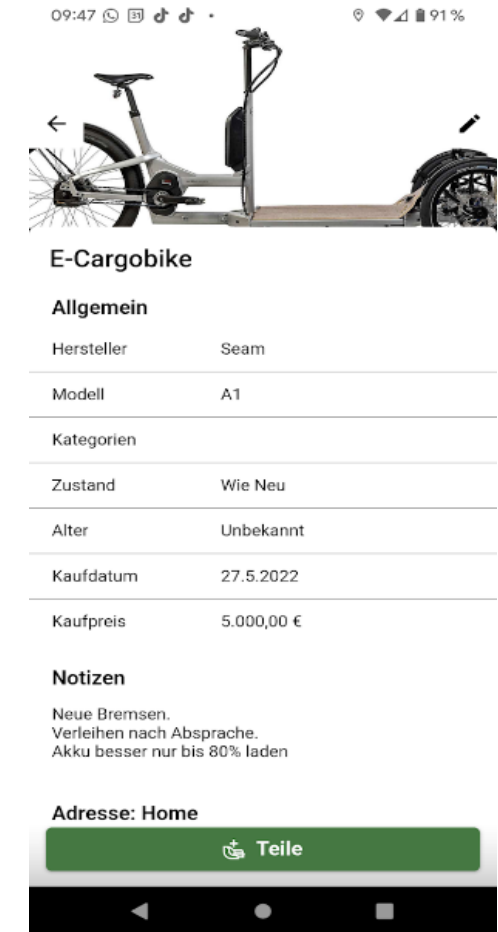 09:47 31 91%
E-Cargobike
Allgemein
Hersteller Seam
Modell A1
Kategorien
Zustand Wie Neu
Alter Unbekannt
Kaufdatum 27.5.2022
Kaufpreis 5.000,00 €
Notizen
Neue Bremsen.
Verleihen nach Absprache.
Akku besser nur bis 80% laden
Adresse: Home
Teile